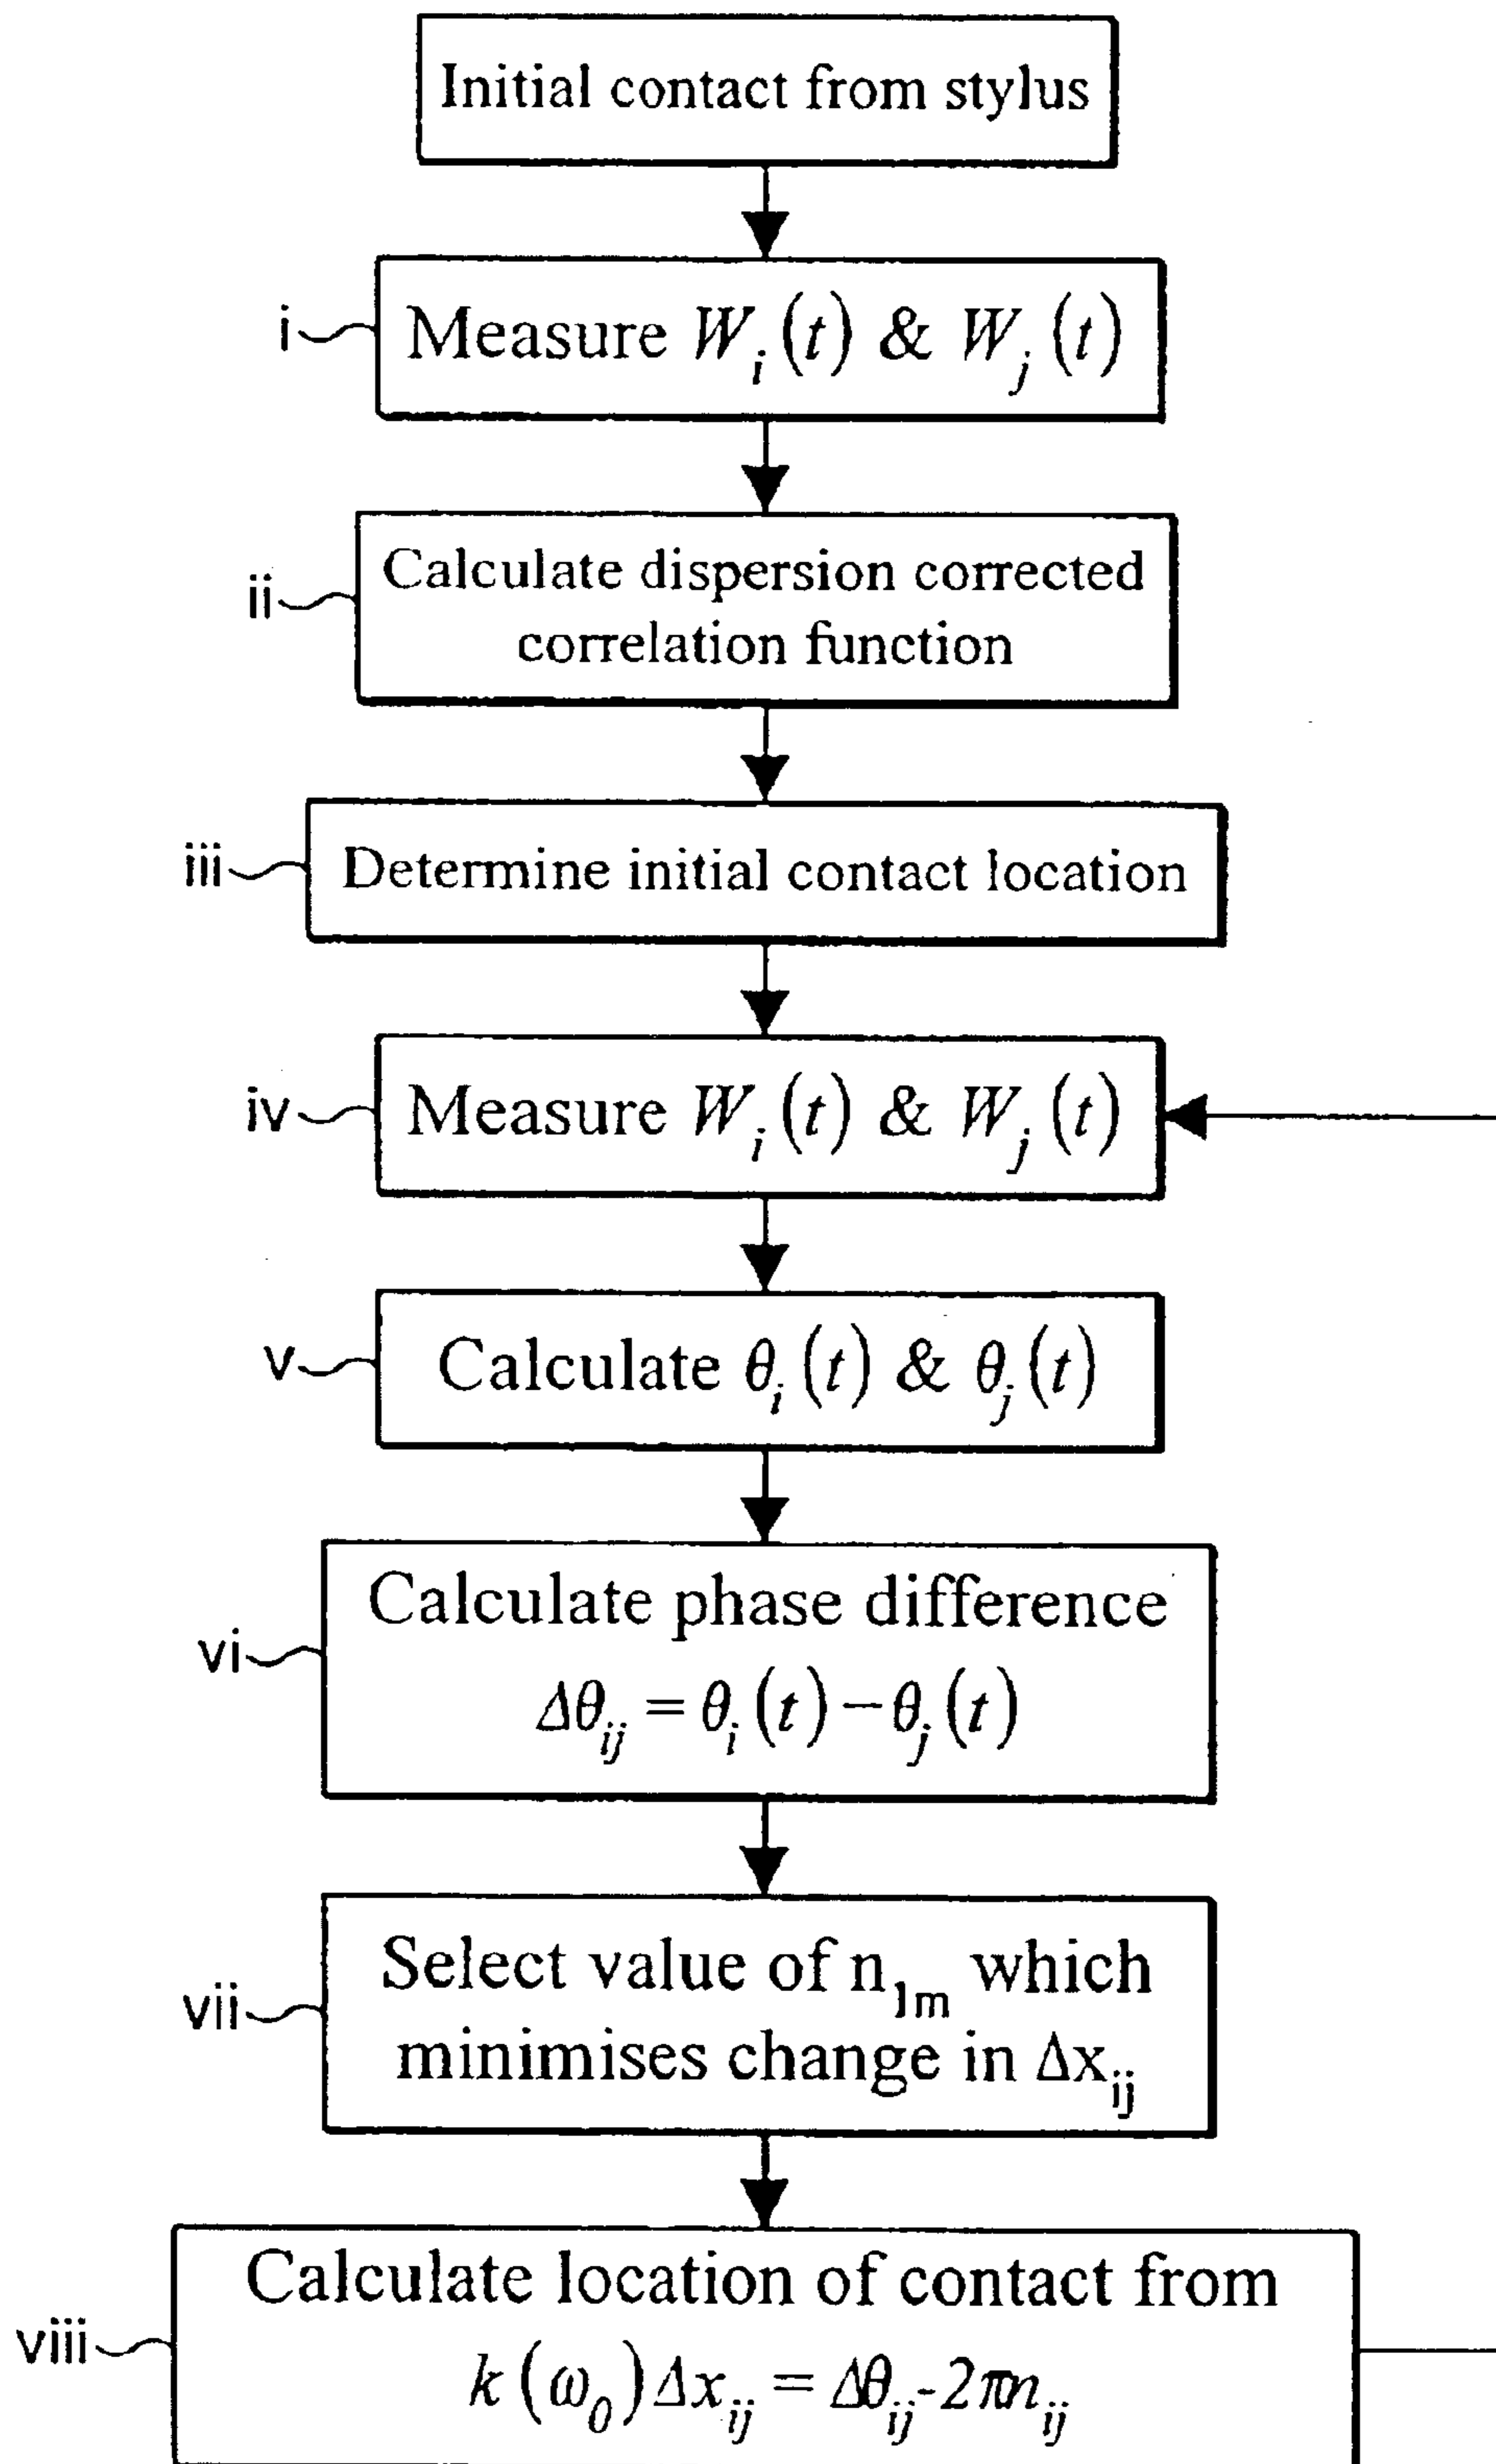 Initial contact from stylus
i
Measure W_i(t) & W_j(t)
ii
Calculate dispersion corrected
correlation function
iii
Determine initial contact location
iv
Measure W_i(t) & W_j(t)
v
Calculate θ_i(t) & θ_j(t)
vi
Calculate phase difference
Δθ_ij = θ_i(t) − θ_j(t)
vii
Select value of n_1m which
minimises change in Δx_ij
viii
Calculate location of contact from
k(ω_0)Δx_ij = Δθ_ij - 2πn_ij